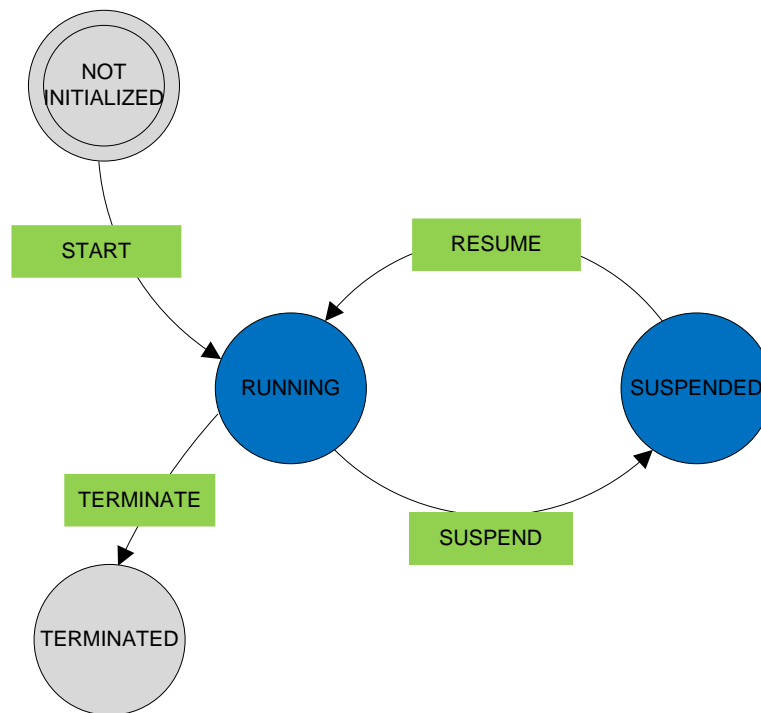 NOT
INITIALIZED
START
RESUME
RUNNING
SUSPENDED
TERMINATE
SUSPEND
TERMINATED